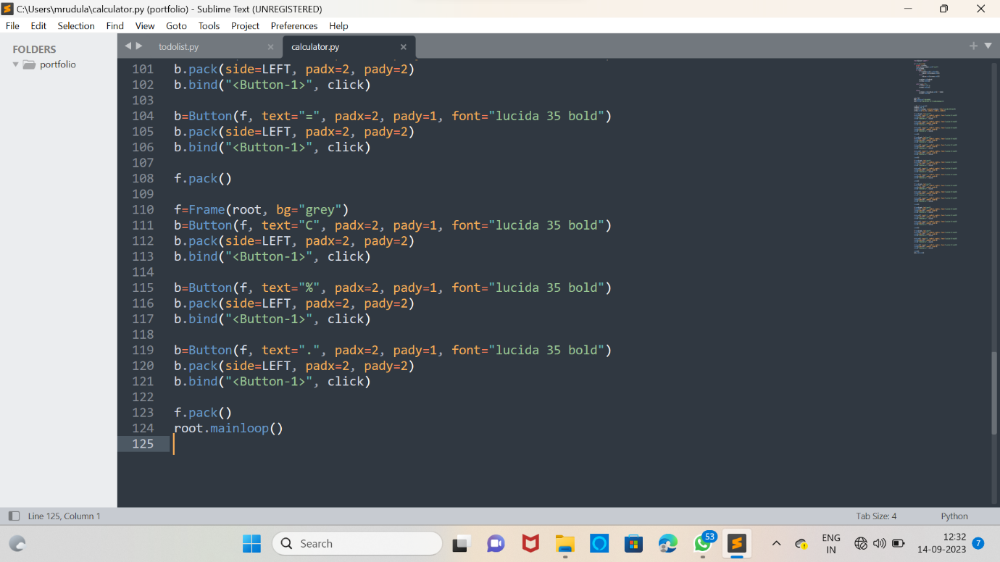 C:\Users\mrudula\calculator.py (portfolio) - Sublime Text (UNREGISTERED)
File Edit Selection Find View Goto Tools Project Preferences Help
FOLDERS
portfolio
todolist.py
calculator.py
101 b.pack(side=LEFT, padx=2, pady=2)
102 b.bind("<Button-1>", click)
103
104 b=Button(f, text="=", padx=2, pady=1, font="lucida 35 bold")
105 b.pack(side=LEFT, padx=2, pady=2)
106 b.bind("<Button-1>", click)
107
108 f.pack()
109
110 f=Frame(root, bg="grey")
111 b=Button(f, text="C", padx=2, pady=1, font="lucida 35 bold")
112 b.pack(side=LEFT, padx=2, pady=2)
113 b.bind("<Button-1>", click)
114
115 b=Button(f, text="%", padx=2, pady=1, font="lucida 35 bold")
116 b.pack(side=LEFT, padx=2, pady=2)
117 b.bind("<Button-1>", click)
118
119 b=Button(f, text=".", padx=2, pady=1, font="lucida 35 bold")
120 b.pack(side=LEFT, padx=2, pady=2)
121 b.bind("<Button-1>", click)
122
123 f.pack()
124 root.mainloop()
125
Line 125, Column 1
Tab Size: 4
Python
Search
53
ENG
IN
12:32
14-09-2023
7